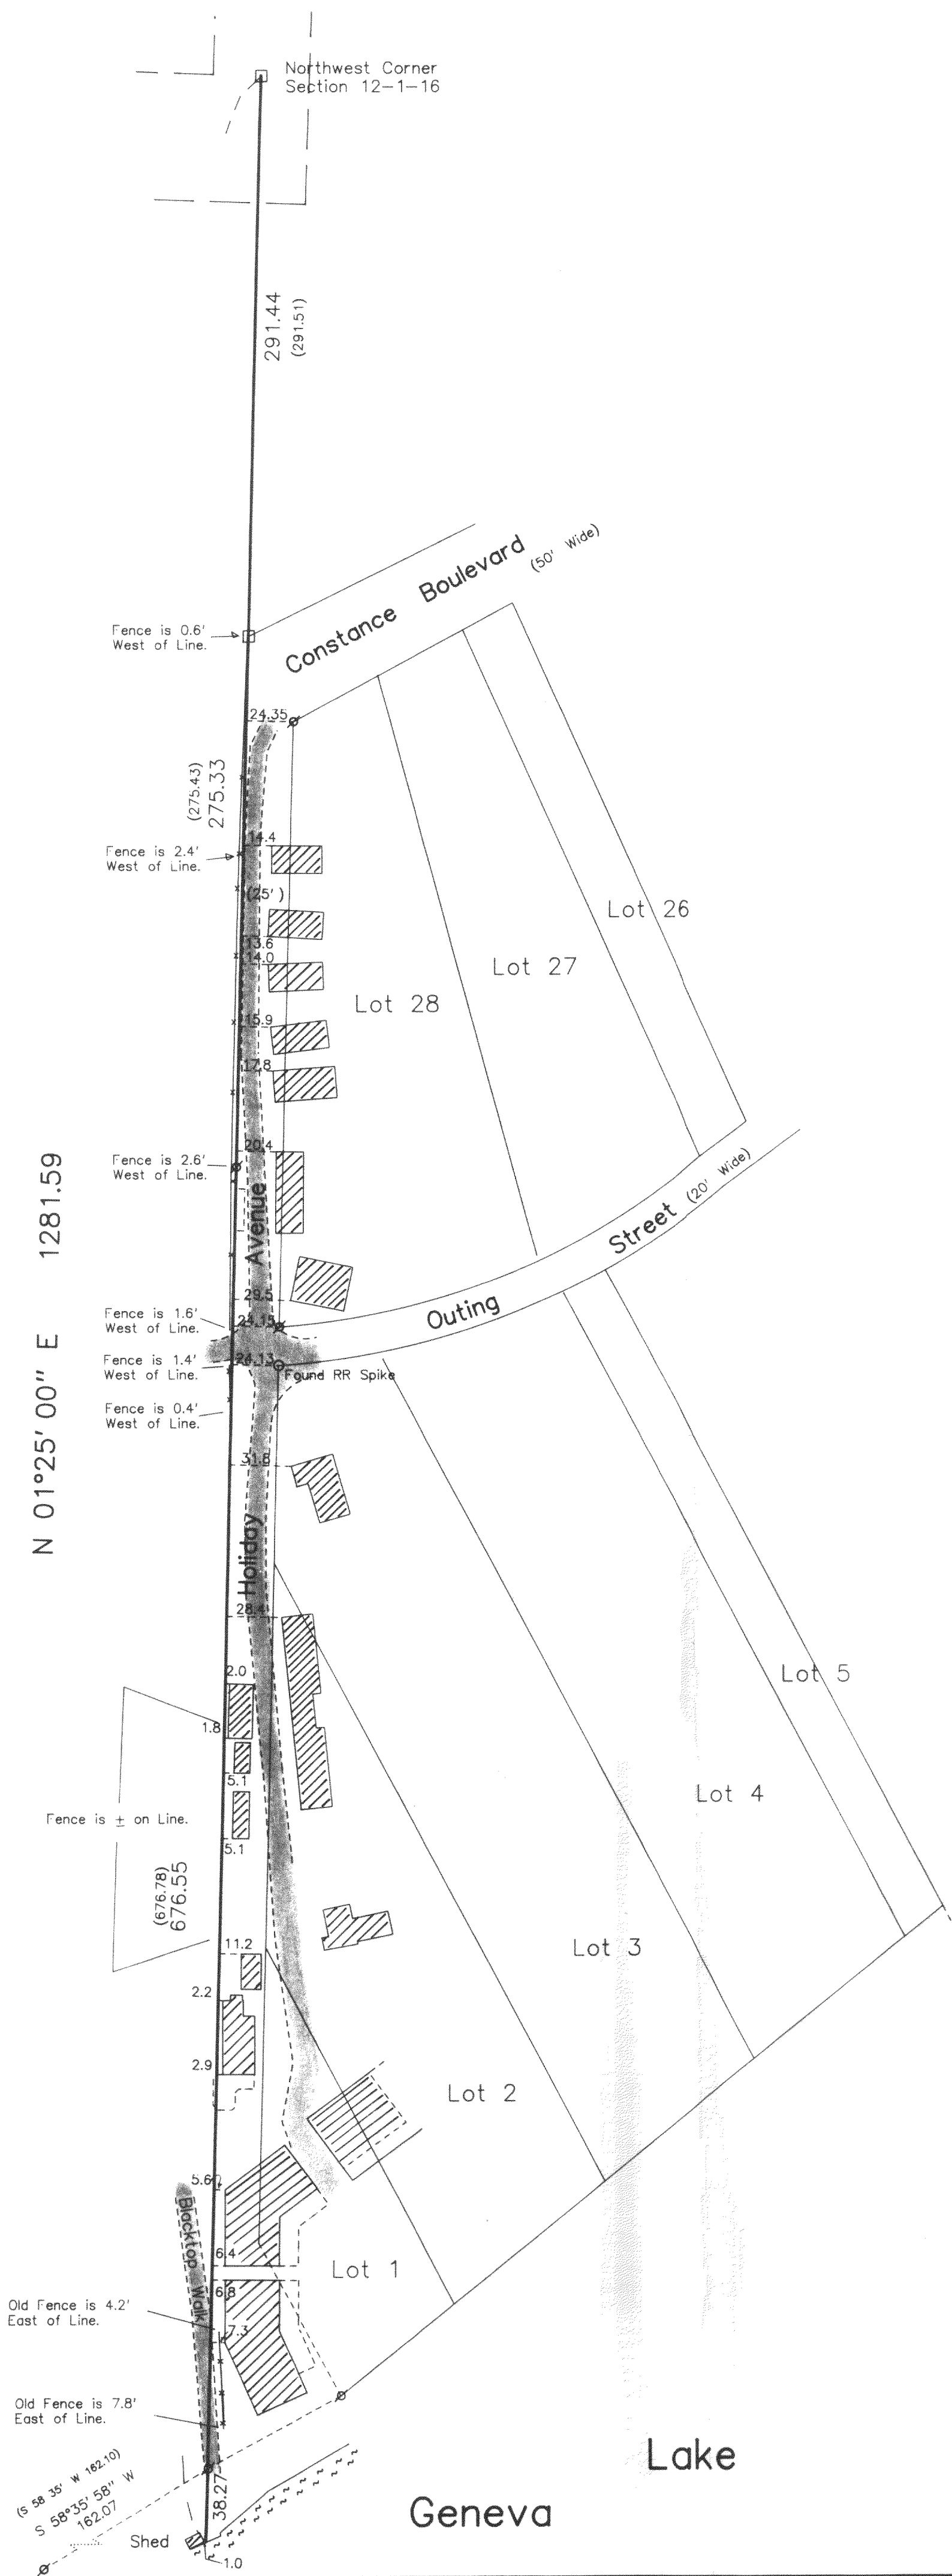 Northwest Corner
Section 12-1-16
291.44
(291.51)
Constance Boulevard (50' Wide)
Fence is 0.6'
West of Line.
24.35
(275.43)
275.33
14.4
Fence is 2.4'
West of Line.
(25')
Lot 26
13.6
14.0
Lot 27
Lot 28
15.9
17.8
20.4
Fence is 2.6'
West of Line.
Avenue
Street (20' Wide)
N 01°25'00" E 1281.59
29.5
Outing
Fence is 1.6'
West of Line.
24.15
Fence is 1.4'
West of Line.
24.13
Found RR Spike
Fence is 0.4'
West of Line.
31.8
Holiday
28.4
2.0
Lot 5
1.8
5.1
Lot 4
Fence is ± on Line.
5.1
(676.78)
676.55
11.2
Lot 3
2.2
2.9
Lot 2
5.6
Blacktop Walk
6.4
Lot 1
6.8
Old Fence is 4.2'
East of Line.
7.3
Old Fence is 7.8'
East of Line.
Lake
Geneva
(S 58 35' W 162.10)
S 58°35'58" W
162.07
38.27
Shed
1.0